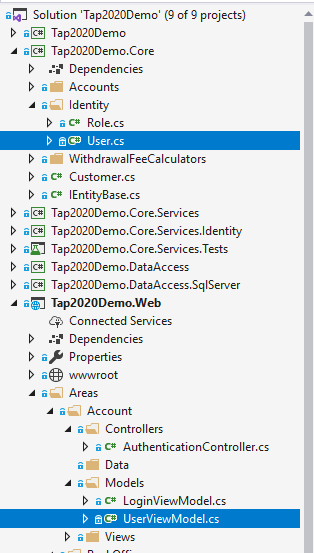 Solution 'Tap2020Demo' (9 of 9 projects)
C# Tap2020Demo
C# Tap2020Demo.Core
Dependencies
Accounts
Identity
C# Role.cs
C# User.cs
WithdrawalFeeCalculators
C# Customer.cs
C# IEntityBase.cs
C# Tap2020Demo.Core.Services
C# Tap2020Demo.Core.Services.Identity
Tap2020Demo.Core.Services.Tests
C# Tap2020Demo.DataAccess
C# Tap2020Demo.DataAccess.SqlServer
Tap2020Demo.Web
Connected Services
Dependencies
Properties
wwwroot
Areas
Account
Controllers
C# AuthenticationController.cs
Data
Models
C# LoginViewModel.cs
C# UserViewModel.cs
Views